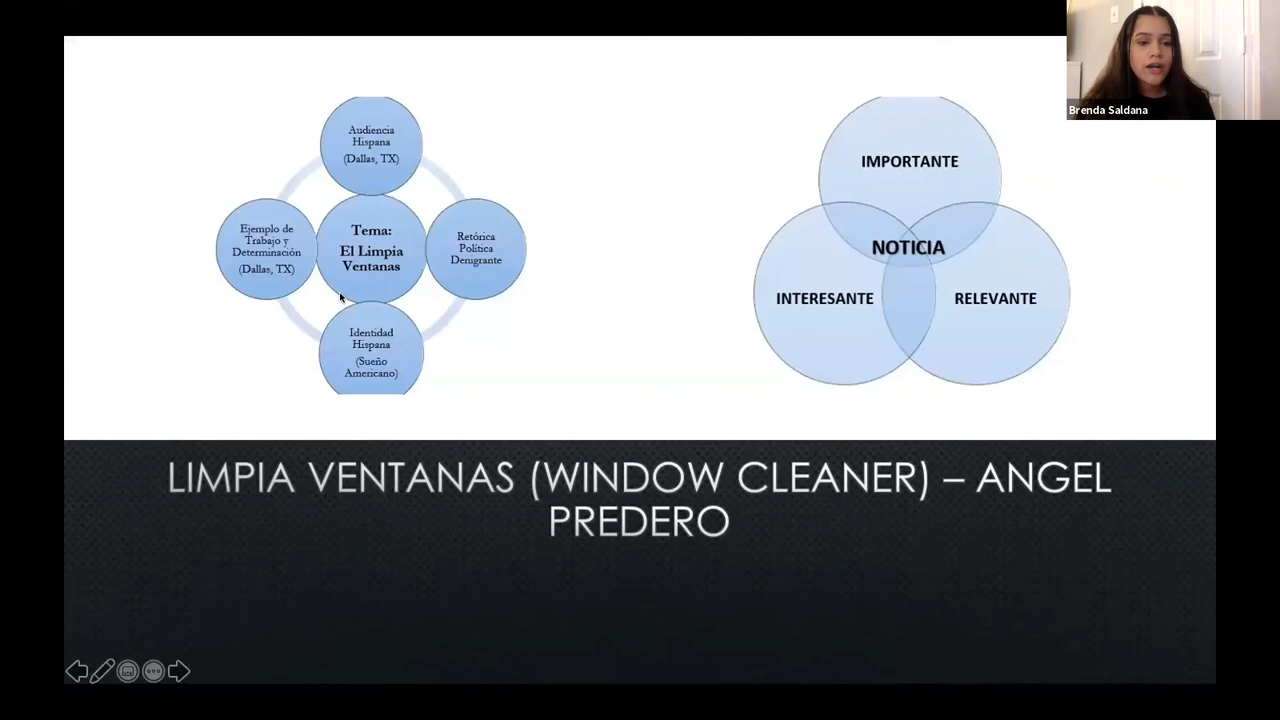 Audiencia
Hispana
(Dallas, TX)
Ejemplo de
Trabajo y
Determinación
(Dallas, TX)
Tema:
El Limpia
Ventanas
Retórica
Política
Denigrante
Identidad
Hispana
(Sueño
Americano)
IMPORTANTE
NOTICIA
INTERESANTE
RELEVANTE
Brenda Saldana
LIMPIA VENTANAS (WINDOW CLEANER) – ANGEL
PREDERO